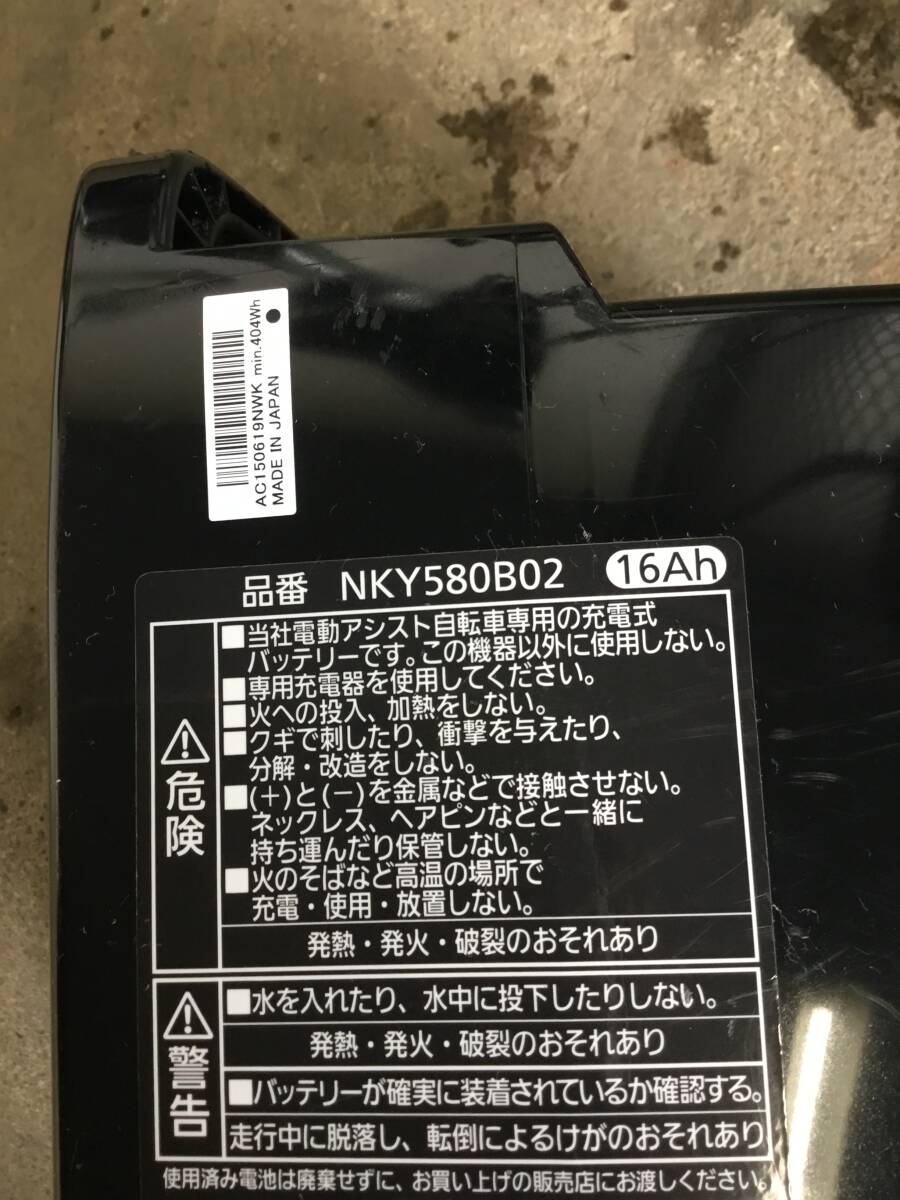 AC150619NWK min.404Wh
MADE IN JAPAN
品番 NKY580B02 16Ah
危険
■当社電動アシスト自転車専用の充電式
バッテリーです。この機器以外に使用しない。
■専用充電器を使用してください。
■火への投入、加熱をしない。
■クギで刺したり、衝撃を与えたり、
分解・改造をしない。
■(+)と(−)を金属などで接触させない。
ネックレス、ヘアピンなどと一緒に
持ち運んだり保管しない。
■火のそばなど高温の場所で
充電・使用・放置しない。
発熱・発火・破裂のおそれあり
警告
■水を入れたり、水中に投下したりしない。
発熱・発火・破裂のおそれあり
■バッテリーが確実に装着されているか確認する。
走行中に脱落し、転倒によるけがのおそれあり
使用済み電池は廃棄せずに、お買い上げの販売店にお渡しください。